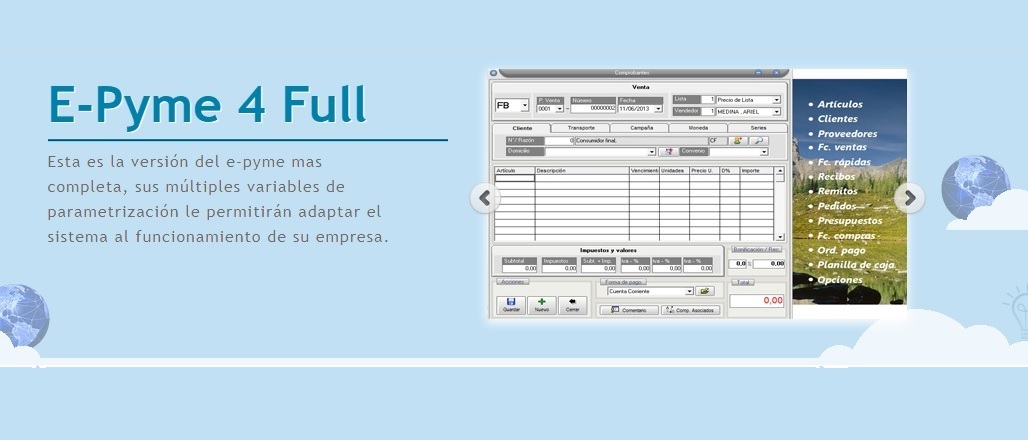 E-Pyme 4 Full
Esta es la versión del e-pyme mas
completa, sus múltiples variables de
parametrización le permitirán adaptar el
sistema al funcionamiento de su empresa.
Comprobantes
Venta
FB
P. Venta Número Fecha
0001 00000002 11/06/2013
Lista 1 Precio de Lista
Vendedor 1 MEDINA , ARIEL
Cliente Transporte Campaña Moneda Series
N°/ Razón 0 Consumidor final, CF
Domicilio Convenio
Artículo Descripción Vencimient Unidades Precio U. D% Importe
Impuestos y valores
Subtotal Impuestos Subt. + Imp. Iva - % Iva - % Iva - %
0,00 0,00 0,00 0,00 0,00 0,00
Bonificación / Rec.
0,0 % 0,00
Acciones
Guardar Nuevo Cerrar
Forma de pago
Cuenta Corriente
Comentario Comp. Asociados
Total
0,00
• Artículos
• Clientes
• Proveedores
• Fc. ventas
• Fc. rápidas
• Recibos
• Remitos
• Pedidos
• Presupuestos
• Fc. compras
• Ord. pago
• Planilla de caja
• Opciones